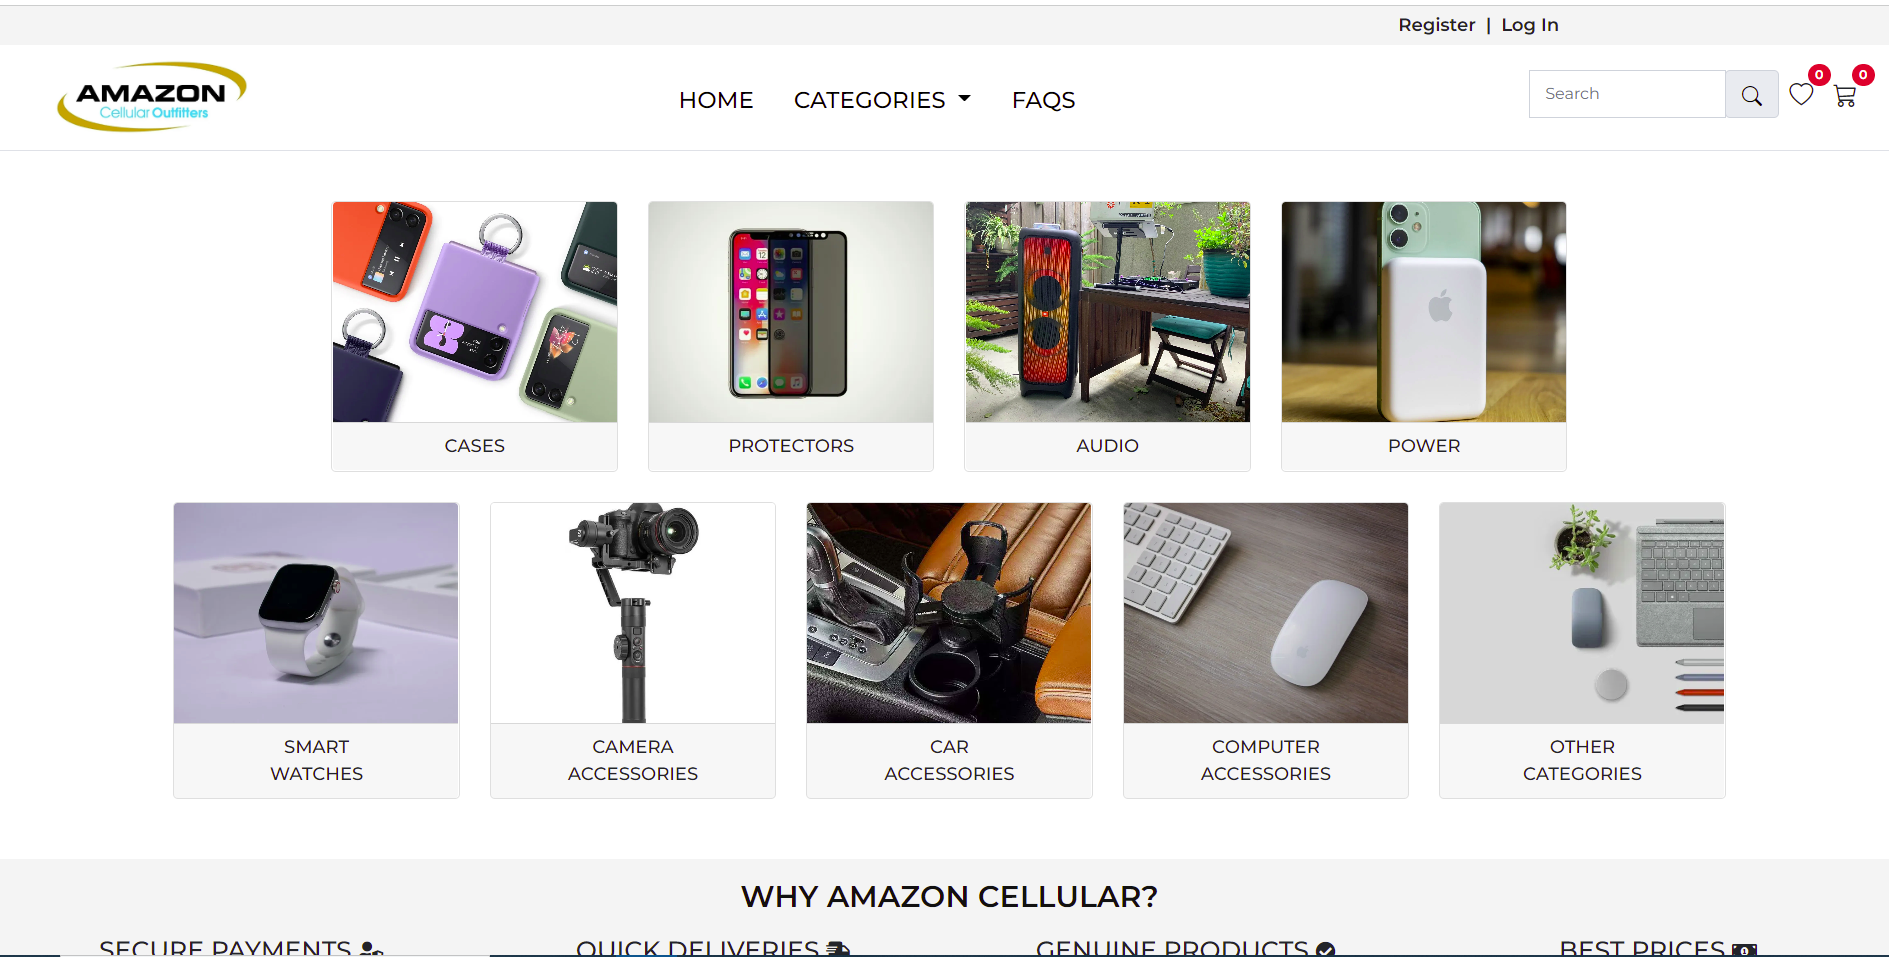 Register | Log In
AMAZON
Cellular Outfitters
HOME
CATEGORIES
FAQS
Search
0
0
CASES
PROTECTORS
AUDIO
POWER
SMART
WATCHES
CAMERA
ACCESSORIES
CAR
ACCESSORIES
COMPUTER
ACCESSORIES
OTHER
CATEGORIES
WHY AMAZON CELLULAR?
SECURE PAYMENTS
QUICK DELIVERIES
GENUINE PRODUCTS
BEST PRICES